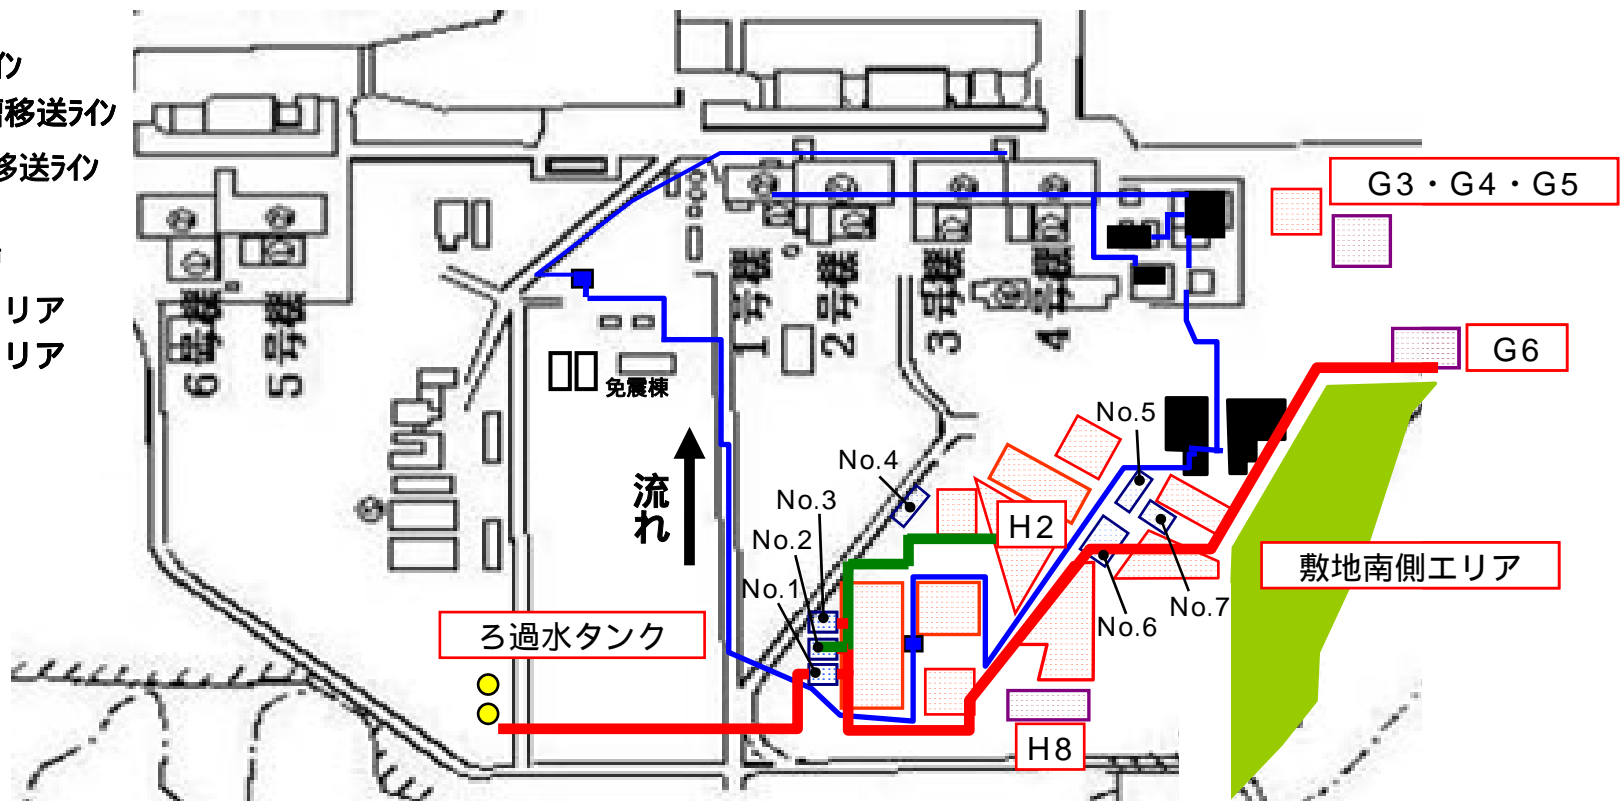 イン
移送ライン
移送ライン
リア
リア
G3・G4・G5
G6
6号機
5号機
1号機
2号機
3号機
4号機
免震棟
流れ
No.5
No.4
No.3
No.2
No.1
H2
敷地南側エリア
No.7
No.6
ろ過水タンク
H8